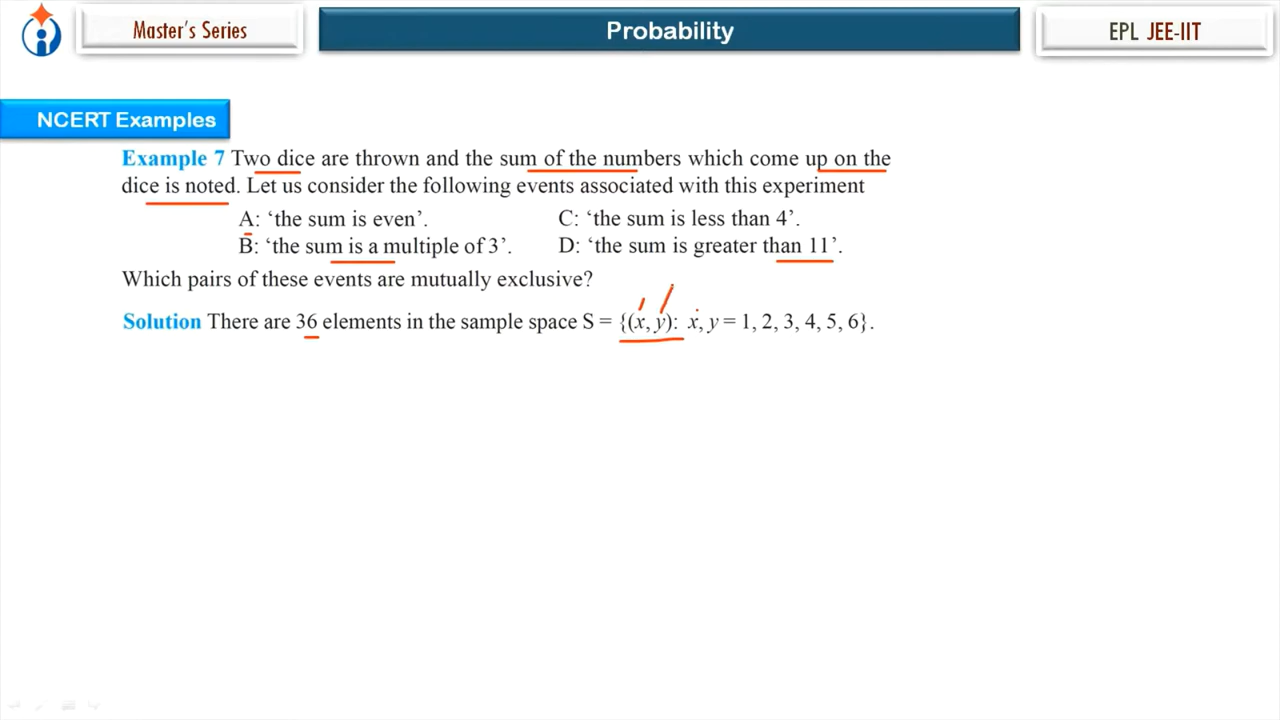 Master's Series
Probability
EPL JEE-IIT
NCERT Examples
Example 7 Two dice are thrown and the sum of the numbers which come up on the
dice is noted. Let us consider the following events associated with this experiment
A: ‘the sum is even’.
C: ‘the sum is less than 4’.
B: ‘the sum is a multiple of 3’.
D: ‘the sum is greater than 11’.
Which pairs of these events are mutually exclusive?
Solution There are 36 elements in the sample space S = {(x, y): x, y = 1, 2, 3, 4, 5, 6}.